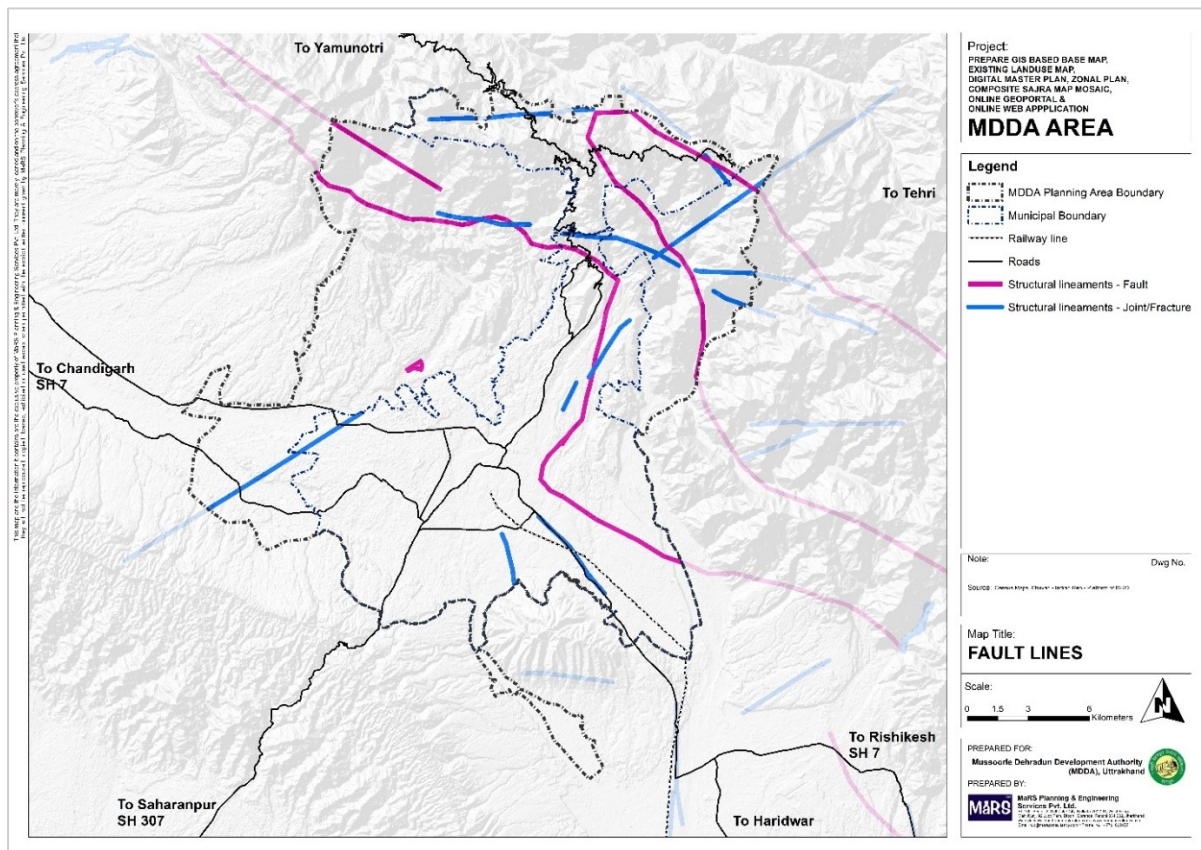 To Yamunotri
To Tehri
To Chandigarh
SH 7
To Rishikesh
SH 7
To Saharanpur
SH 307
To Haridwar
Project:
PREPARE GIS BASED BASE MAP,
EXISTING LANDUSE MAP,
DIGITAL MASTER PLAN, ZONAL PLAN,
COMPOSITE SAJRA MAP MOSAIC,
ONLINE GEOPORTAL &
ONLINE WEB APPPLICATION
MDDA AREA
Legend
MDDA Planning Area Boundary
Municipal Boundary
Railway line
Roads
Structural lineaments - Fault
Structural lineaments - Joint/Fracture
Note:
Dwg No.
Source:
Map Title:
FAULT LINES
Scale:
0 1.5 3 6
Kilometers
N
PREPARED FOR:
Mussoorie Dehradun Development Authority
(MDDA), Uttrakhand
PREPARED BY:
MaRS
MaRS Planning & Engineering
Services Pvt. Ltd.